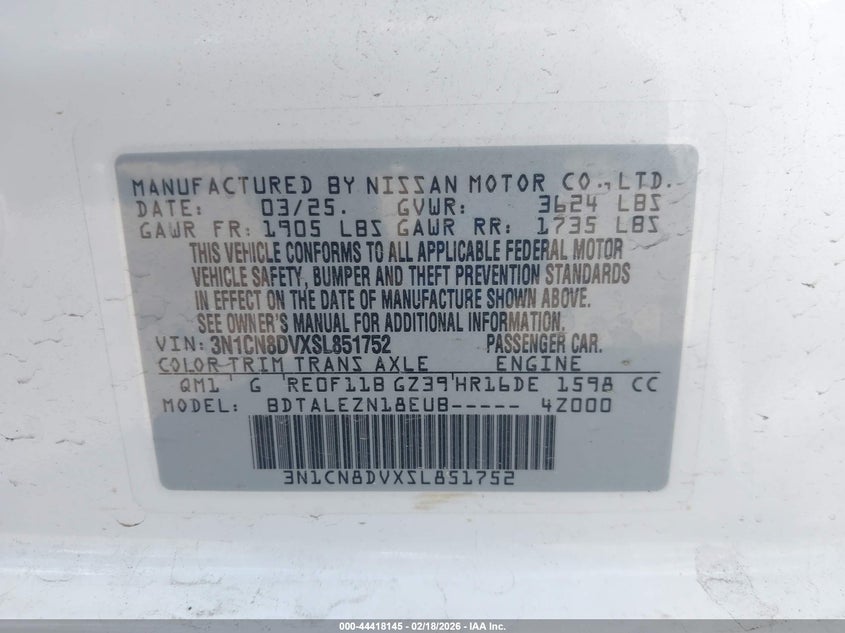 MANUFACTURED BY NISSAN MOTOR CO.,LTD.
DATE: 03/25. GVWR: 3624 LBS
GAWR FR: 1905 LBS GAWR RR: 1735 LBS
THIS VEHICLE CONFORMS TO ALL APPLICABLE FEDERAL MOTOR
VEHICLE SAFETY, BUMPER AND THEFT PREVENTION STANDARDS
IN EFFECT ON THE DATE OF MANUFACTURE SHOWN ABOVE.
SEE OWNER'S MANUAL FOR ADDITIONAL INFORMATION.
VIN: 3N1CN8DVXSL851752 PASSENGER CAR.
COLOR TRIM TRANS AXLE ENGINE
QM1 G RE0F11B GZ39 HR16DE 1598 CC
MODEL: BDTALEZN18EUB----- 4Z000
3N1CN8DVXSL851752
000-44418145 - 02/18/2026 - IAA Inc.